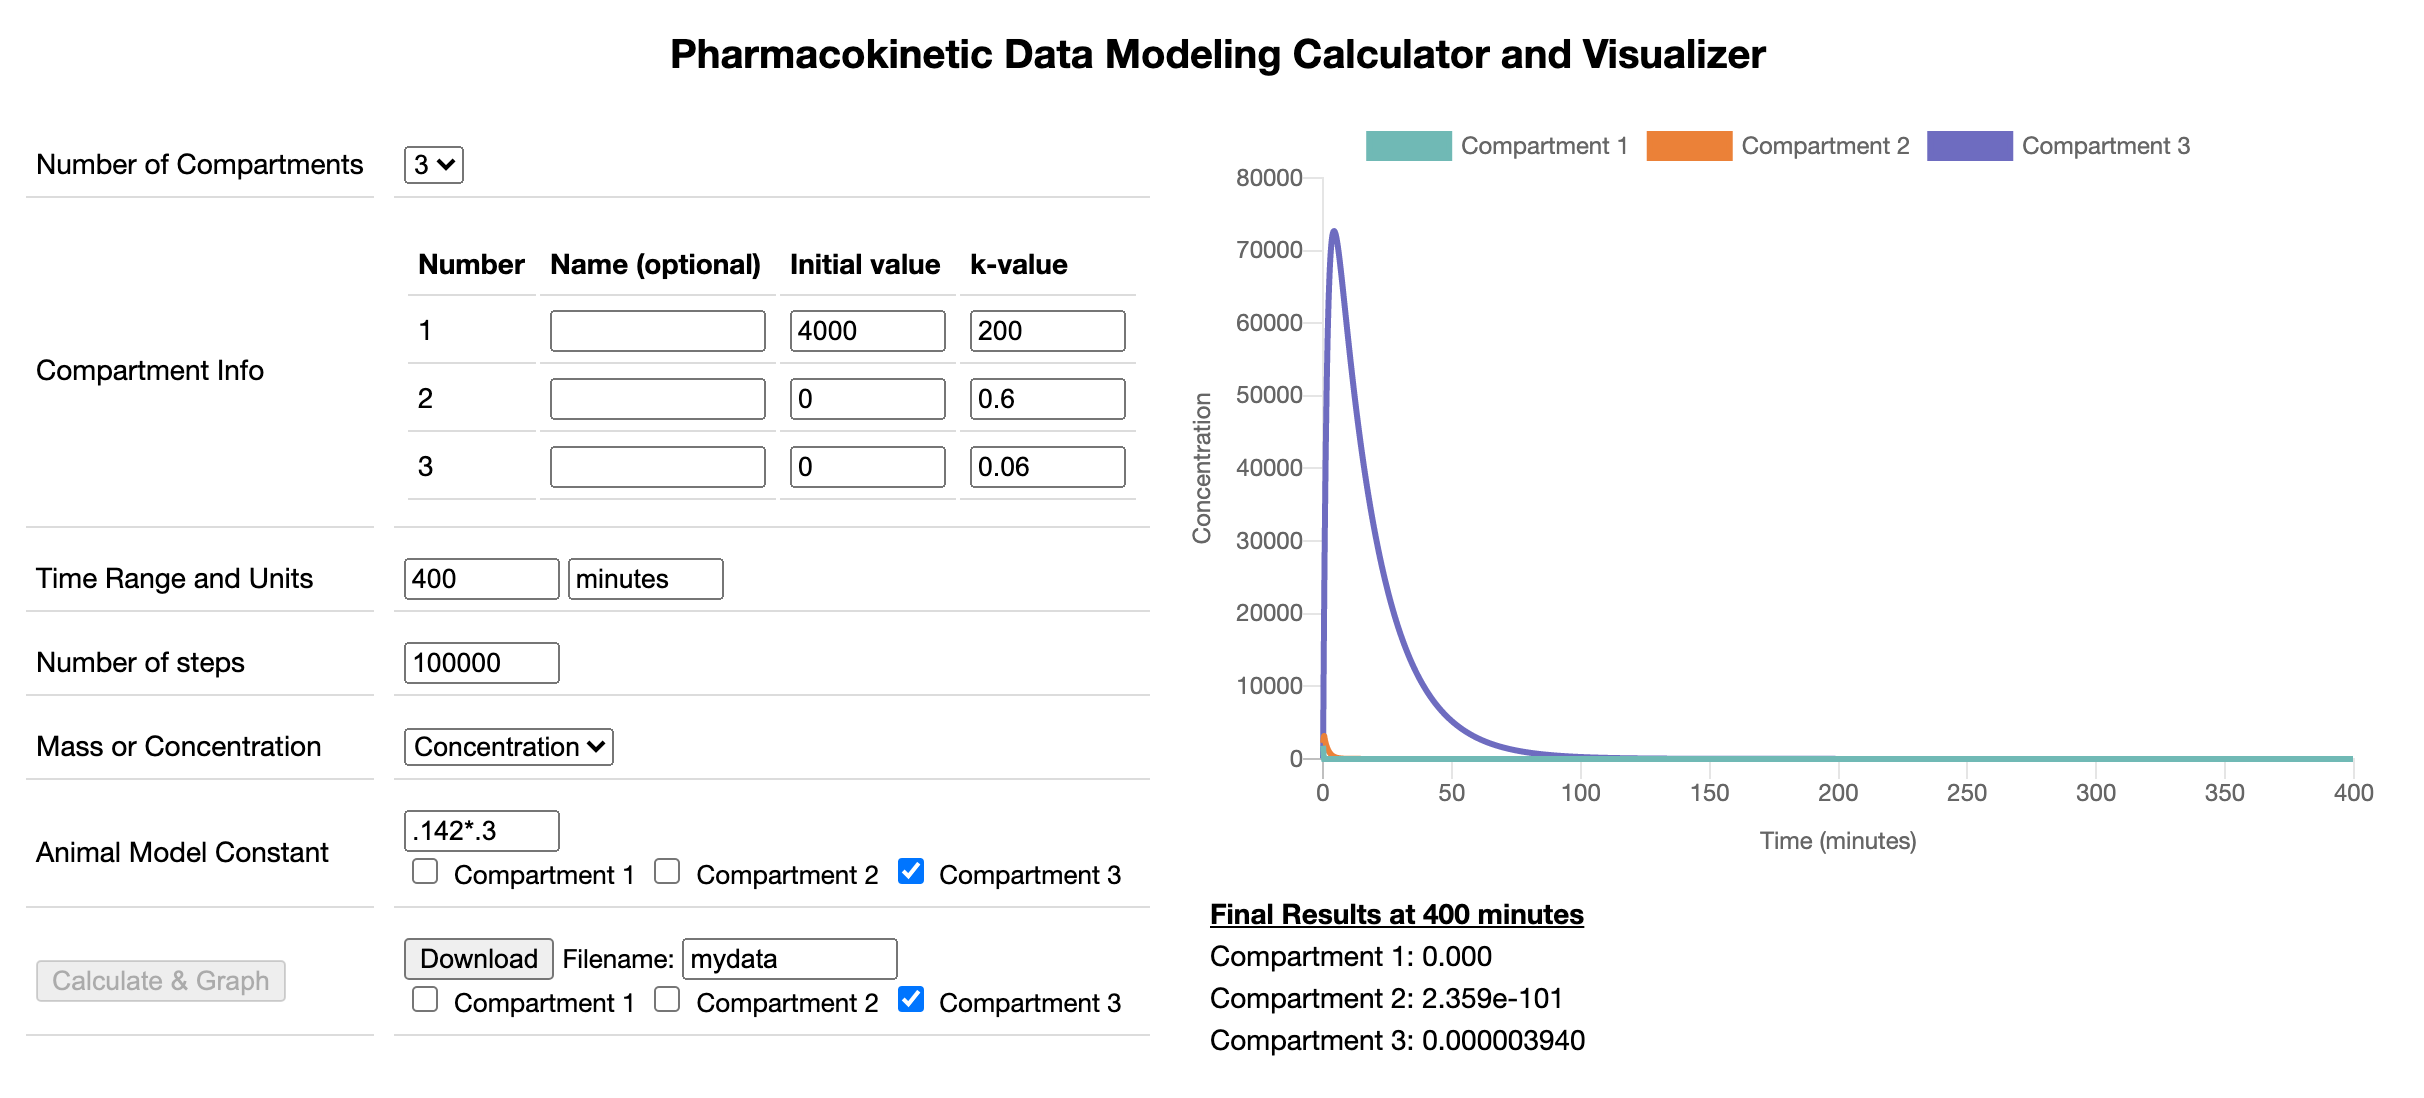 Pharmacokinetic Data Modeling Calculator and Visualizer
Number of Compartments 3
Compartment Info
Number Name (optional) Initial value k-value
1 4000 200
2 0 0.6
3 0 0.06
Time Range and Units 400 minutes
Number of steps 100000
Mass or Concentration Concentration
Animal Model Constant .142*.3
Compartment 1 Compartment 2 Compartment 3
Calculate & Graph Download Filename: mydata
Compartment 1 Compartment 2 Compartment 3
Compartment 1 Compartment 2 Compartment 3
80000
70000
60000
50000
40000
30000
20000
10000
0
Concentration
0 50 100 150 200 250 300 350 400
Time (minutes)
Final Results at 400 minutes
Compartment 1: 0.000
Compartment 2: 2.359e-101
Compartment 3: 0.000003940